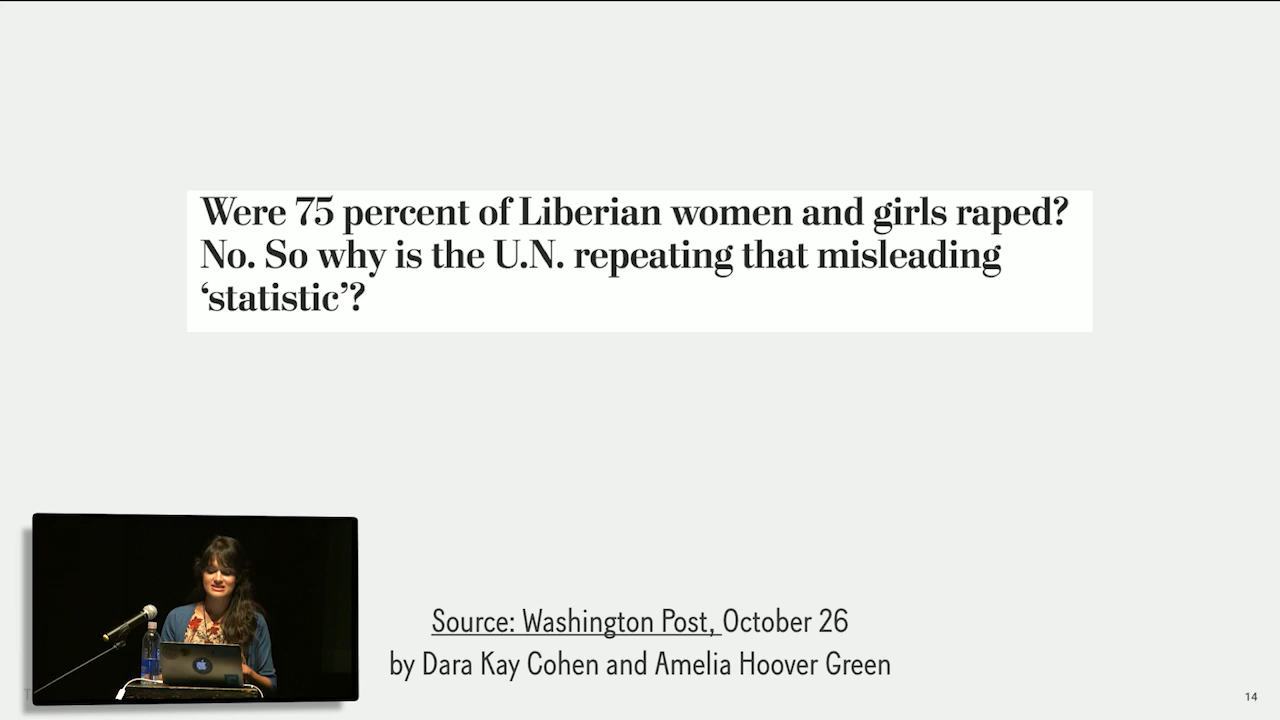 Were 75 percent of Liberian women and girls raped?
No. So why is the U.N. repeating that misleading
‘statistic’?
Source: Washington Post, October 26
by Dara Kay Cohen and Amelia Hoover Green
14